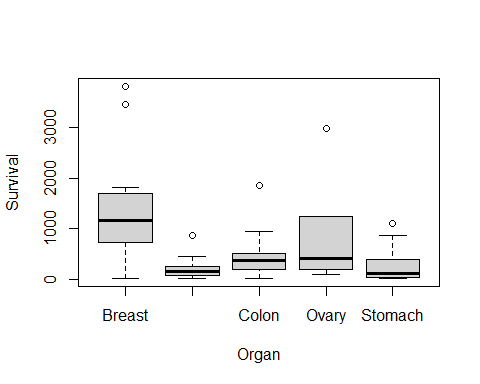 Survival
3000
2000
1000
0
Breast Colon Ovary Stomach
Organ